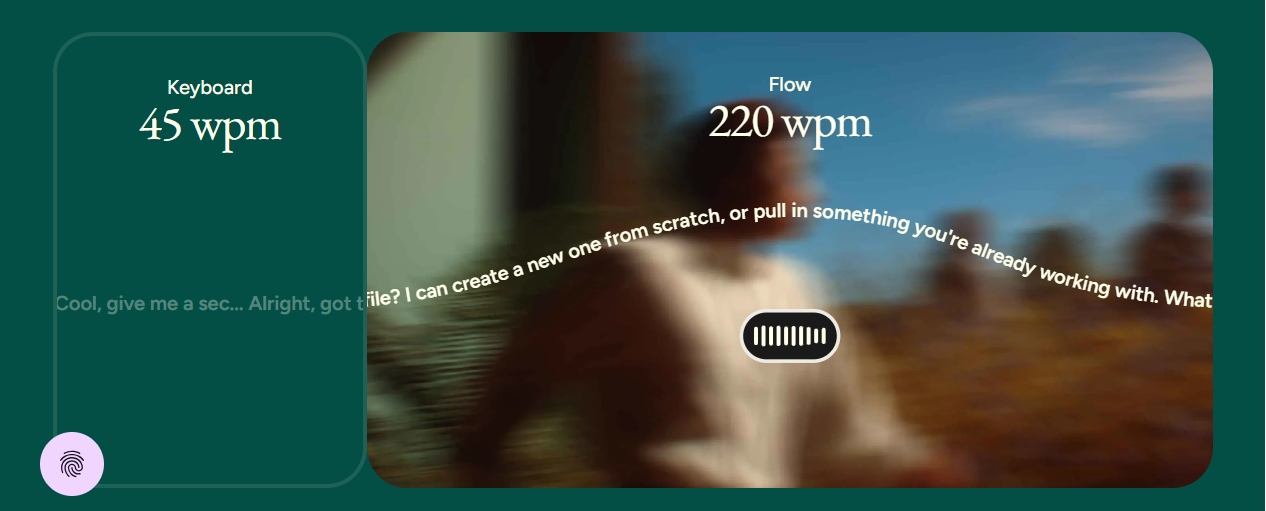 Keyboard
45 wpm
Cool, give me a sec... Alright, got t
Flow
220 wpm
file? I can create a new one from scratch, or pull in something you're already working with. What